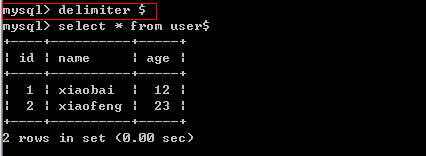 mysql> delimiter $
mysql> select * from user$
+----+----------+-----+
| id | name     | age |
+----+----------+-----+
|  1 | xiaobai  |  12 |
|  2 | xiaofeng |  23 |
+----+----------+-----+
2 rows in set (0.00 sec)